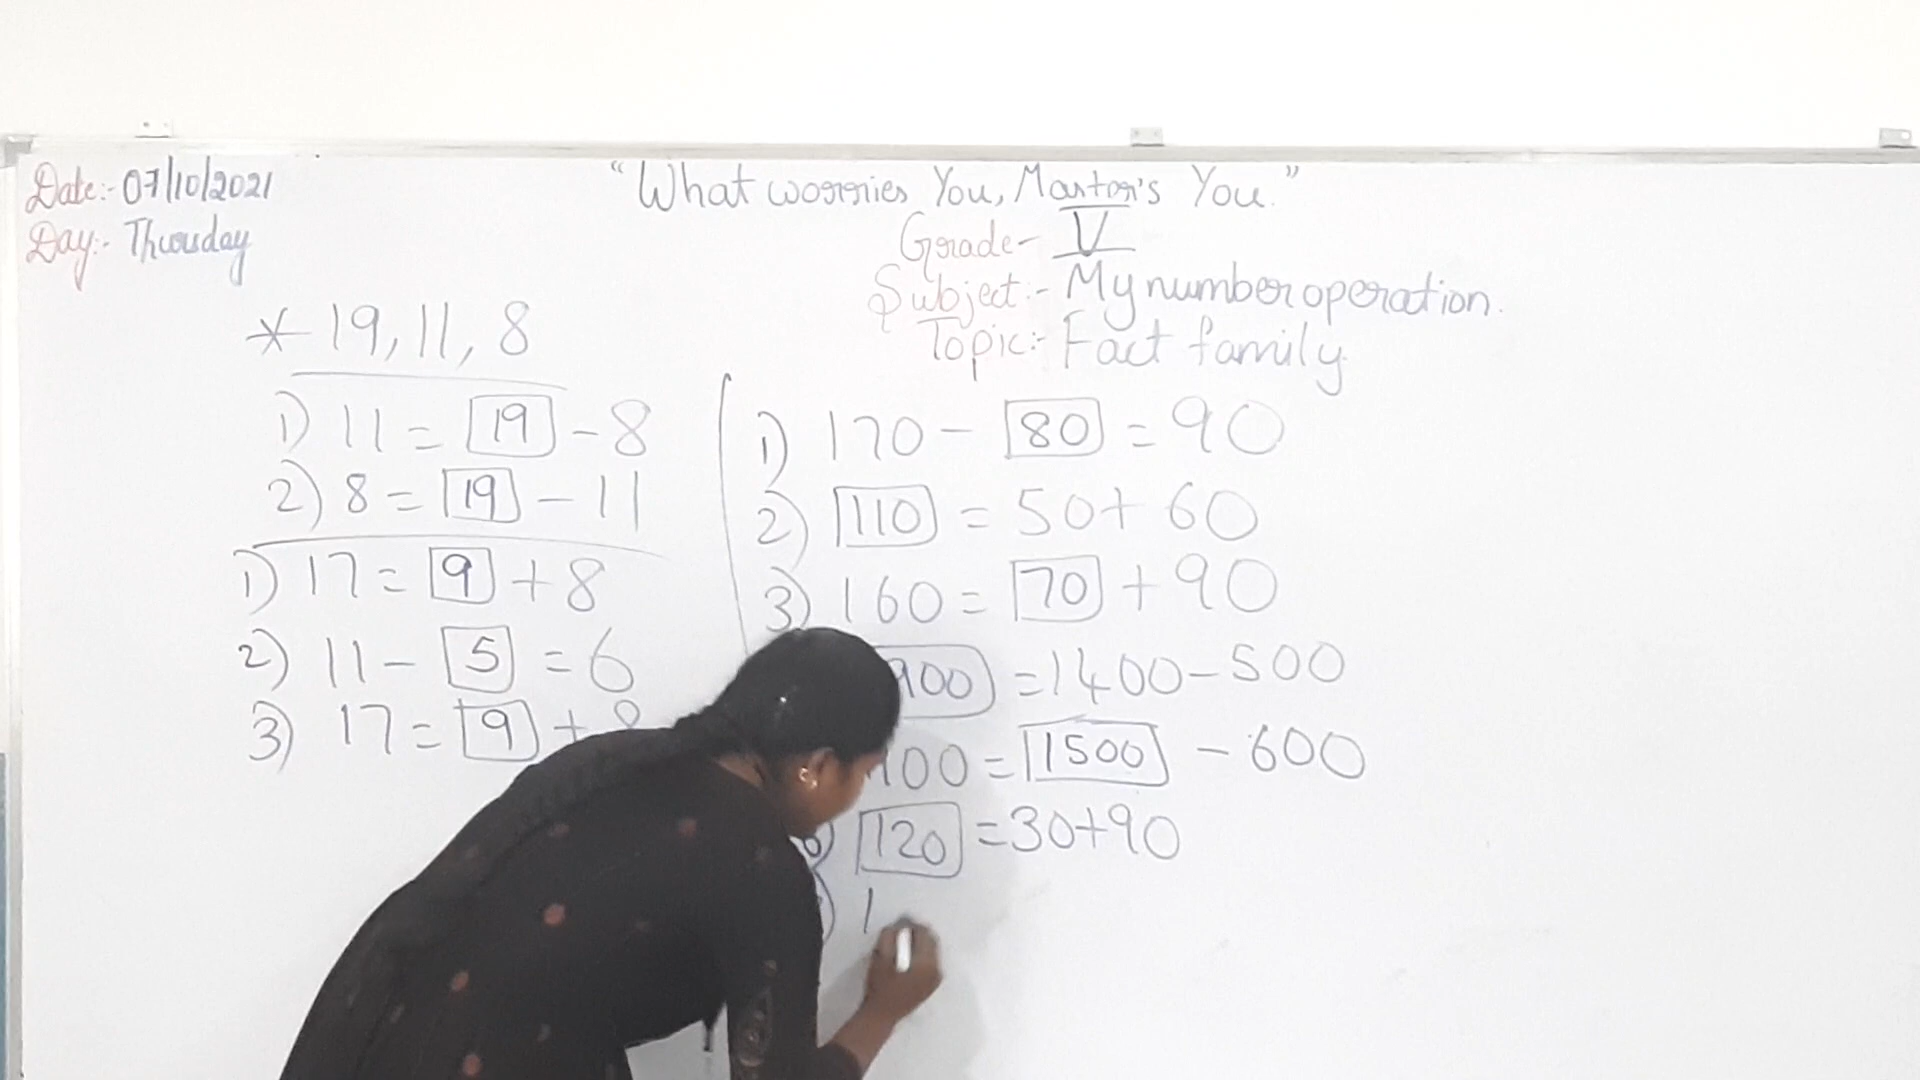 Date:- 07/10/2021
Day:- Thursday
"What worries You, Master's You."
Grade- V
Subject:- My number operation.
Topic:- Fact family.
* 19, 11, 8
1) 11 = 19 - 8
2) 8 = 19 - 11
1) 17 = 9 + 8
2) 11 - 5 = 6
3) 17 = 9 +
1) 170 - 80 = 90
2) 110 = 50 + 60
3) 160 = 70 + 90
900 = 1400 - 500
00 = 1500 - 600
120 = 30 + 90
1